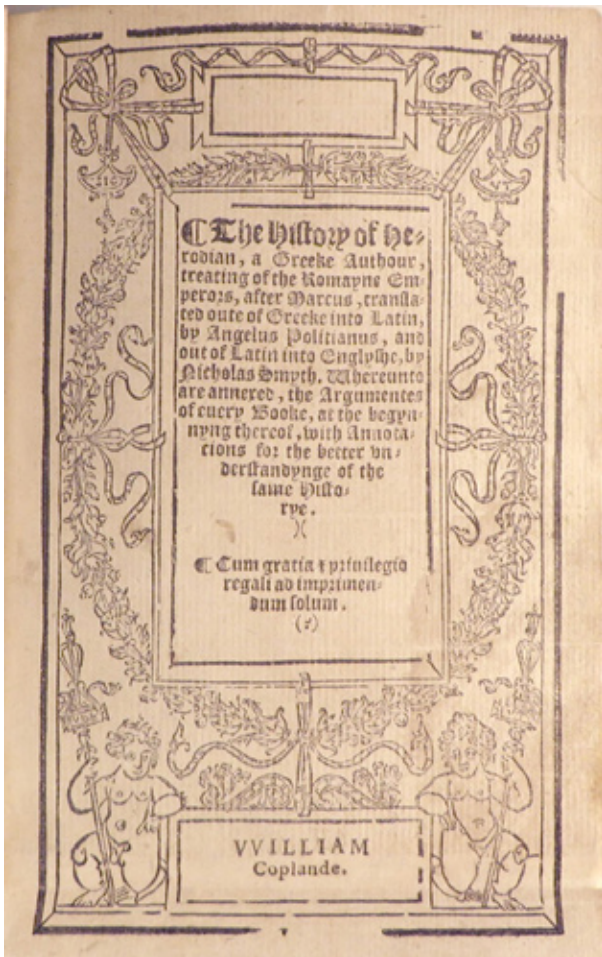 ¶ The History of He-
rodian, a Greeke Authour,
treating of the Romayne Em-
perors, after Marcus, transla-
ted oute of Greeke into Latin,
by Angelus Politianus, and
out of Latin into Englyshe, by
Nicholas Smyth. Whereunto
are annexed, the Argumentes
of euery Booke, at the begyn-
nyng therof, with Annota-
cions for the better vn-
derstandynge of the
same Histo-
rye.
¶ Cum gratia & priuilegio
regali ad imprimen-
dum solum.
VVILLIAM
Coplande.